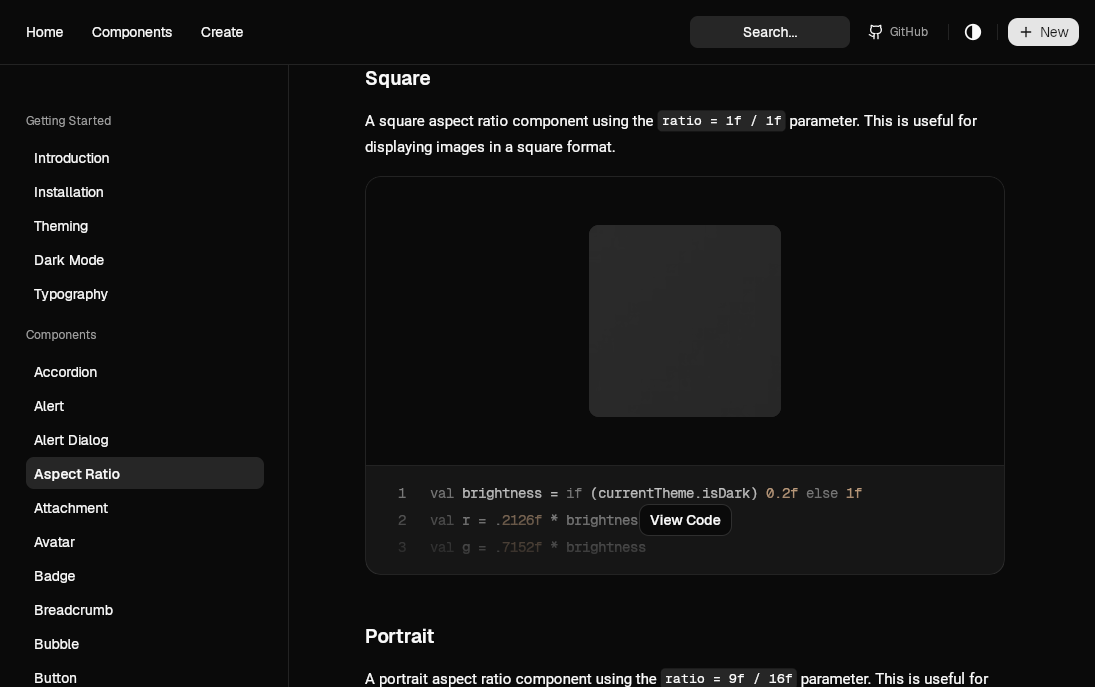 Home Components Create Search... GitHub New
Getting Started
Introduction
Installation
Theming
Dark Mode
Typography
Components
Accordion
Alert
Alert Dialog
Aspect Ratio
Attachment
Avatar
Badge
Breadcrumb
Bubble
Button
Square
A square aspect ratio component using the ratio = 1f / 1f parameter. This is useful for
displaying images in a square format.
1 val brightness = if (currentTheme.isDark) 0.2f else 1f
2 val r = .2126f * brightnes
View Code
3 val g = .7152f * brightness
Portrait
A portrait aspect ratio component using the ratio = 9f / 16f parameter. This is useful for